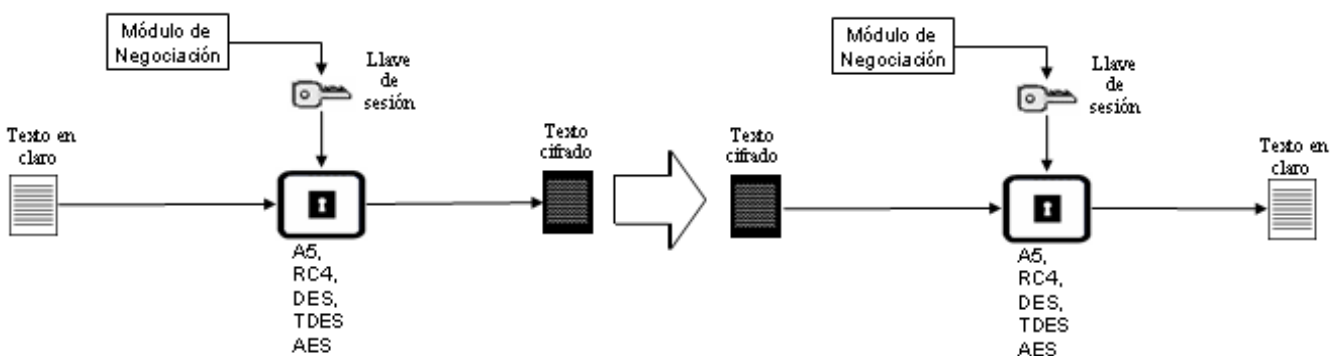 Módulo de
Negociación
Llave
de
sesión
Texto en
claro
Texto
cifrado
A5,
RC4,
DES,
TDES
AES
Módulo de
Negociación
Llave
de
sesión
Texto
cifrado
Texto en
claro
A5,
RC4,
DES,
TDES
AES